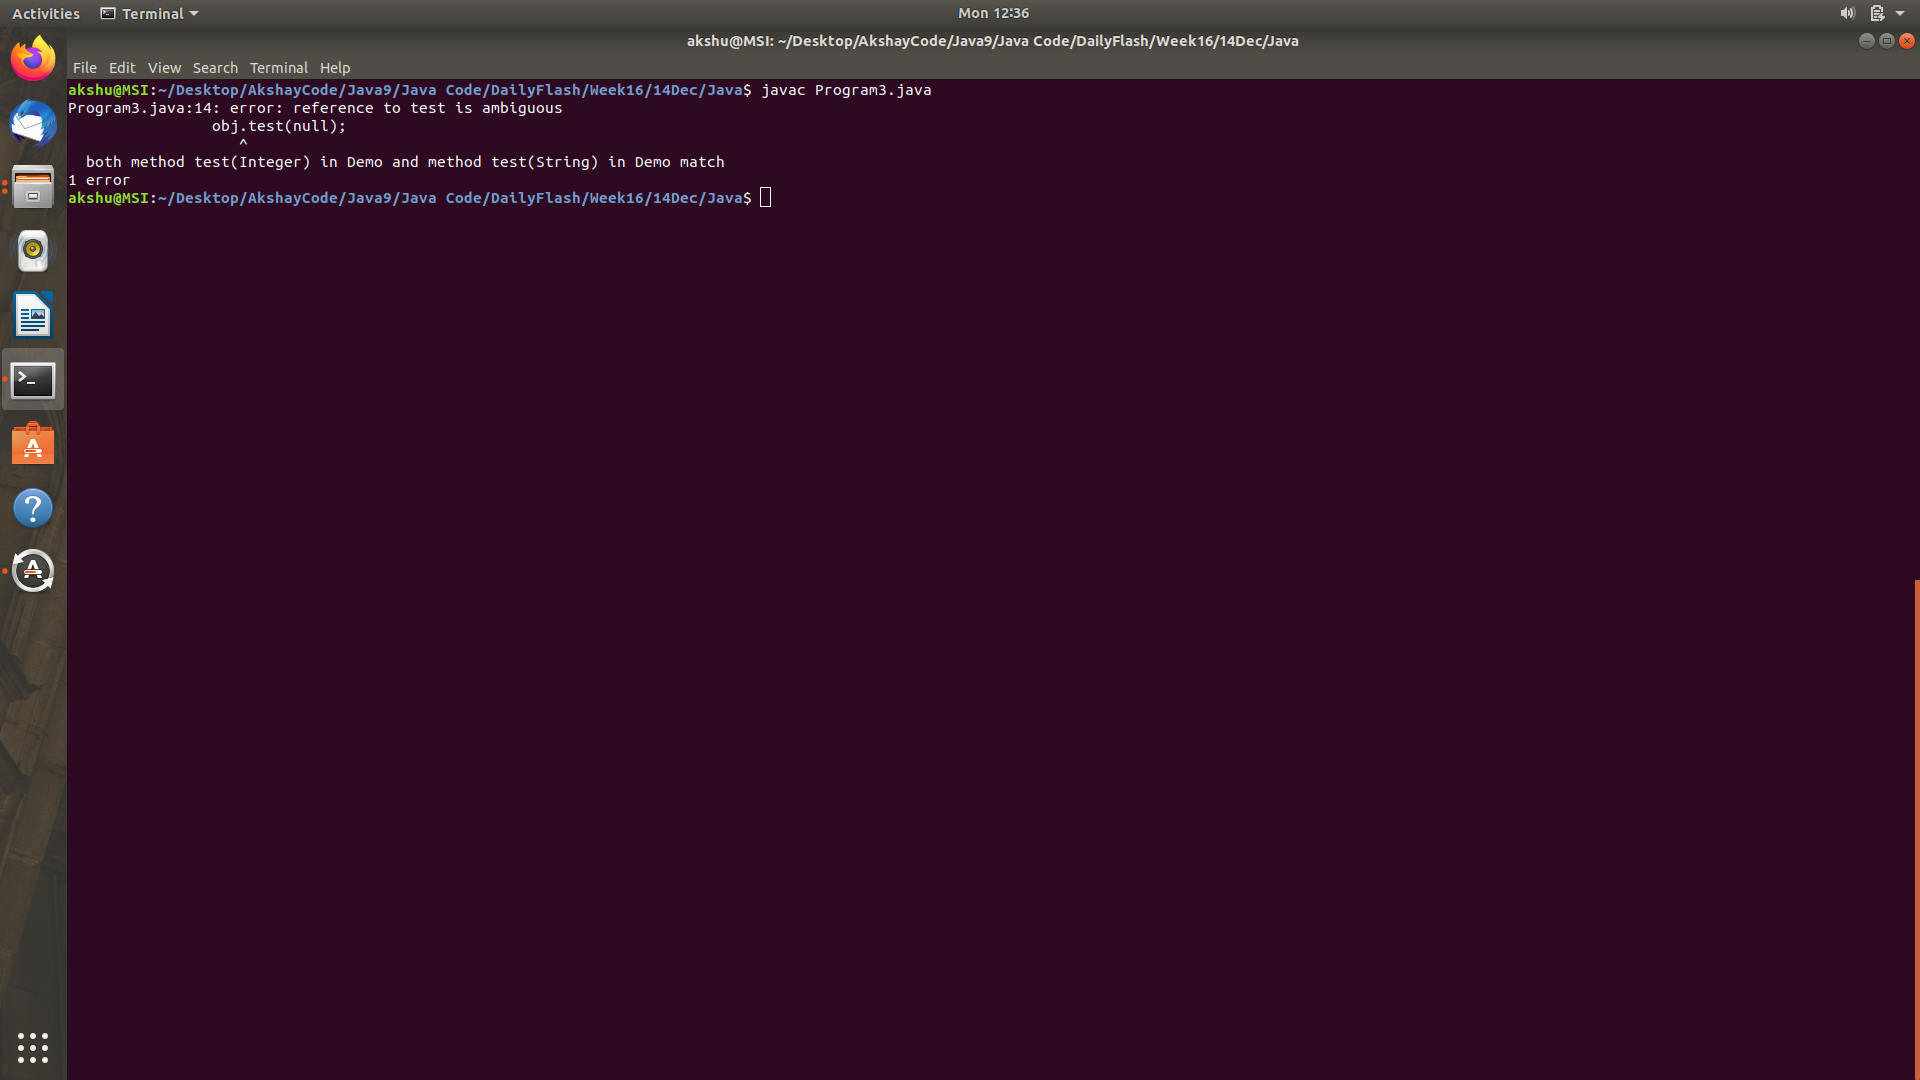 Activities
Terminal
Mon 12:36
akshu@MSI: ~/Desktop/AkshayCode/Java9/Java Code/DailyFlash/Week16/14Dec/Java
File Edit View Search Terminal Help
akshu@MSI:~/Desktop/AkshayCode/Java9/Java Code/DailyFlash/Week16/14Dec/Java$ javac Program3.java
Program3.java:14: error: reference to test is ambiguous
                obj.test(null);
                   ^
  both method test(Integer) in Demo and method test(String) in Demo match
1 error
akshu@MSI:~/Desktop/AkshayCode/Java9/Java Code/DailyFlash/Week16/14Dec/Java$